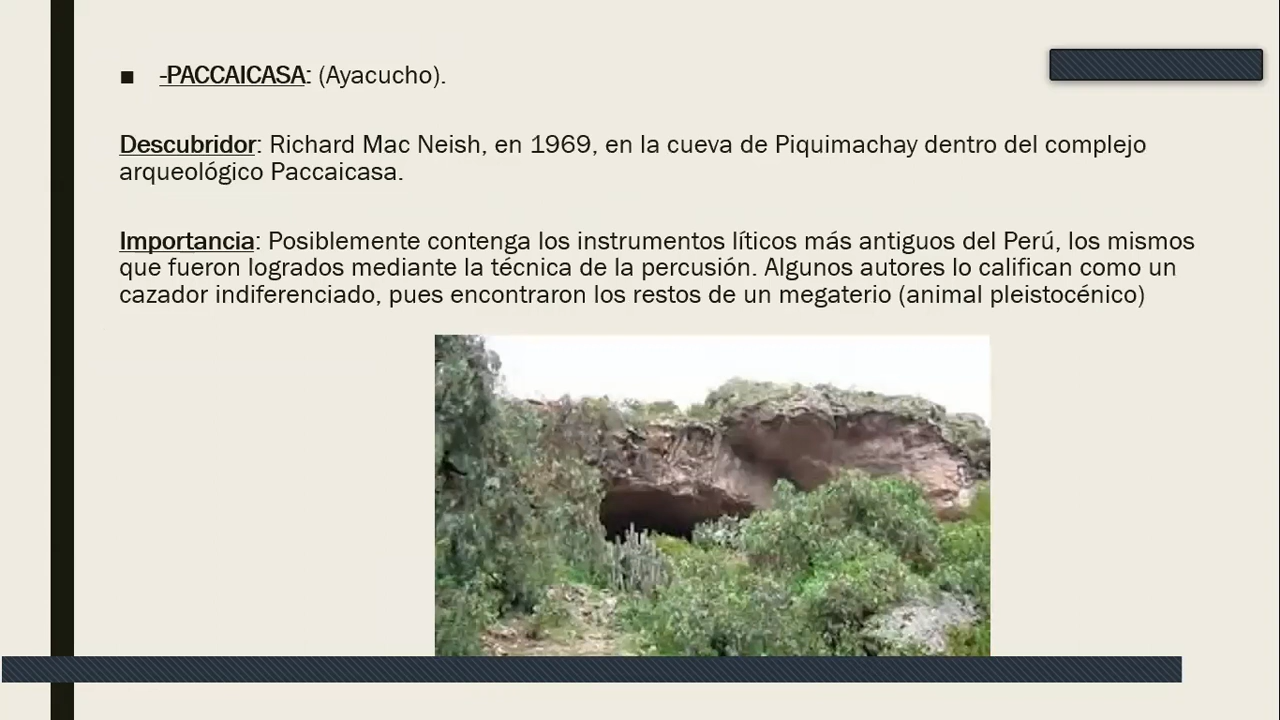 ▪ -PACCAICASA: (Ayacucho).
Descubridor: Richard Mac Neish, en 1969, en la cueva de Piquimachay dentro del complejo
arqueológico Paccaicasa.
Importancia: Posiblemente contenga los instrumentos líticos más antiguos del Perú, los mismos
que fueron logrados mediante la técnica de la percusión. Algunos autores lo califican como un
cazador indiferenciado, pues encontraron los restos de un megaterio (animal pleistocénico)